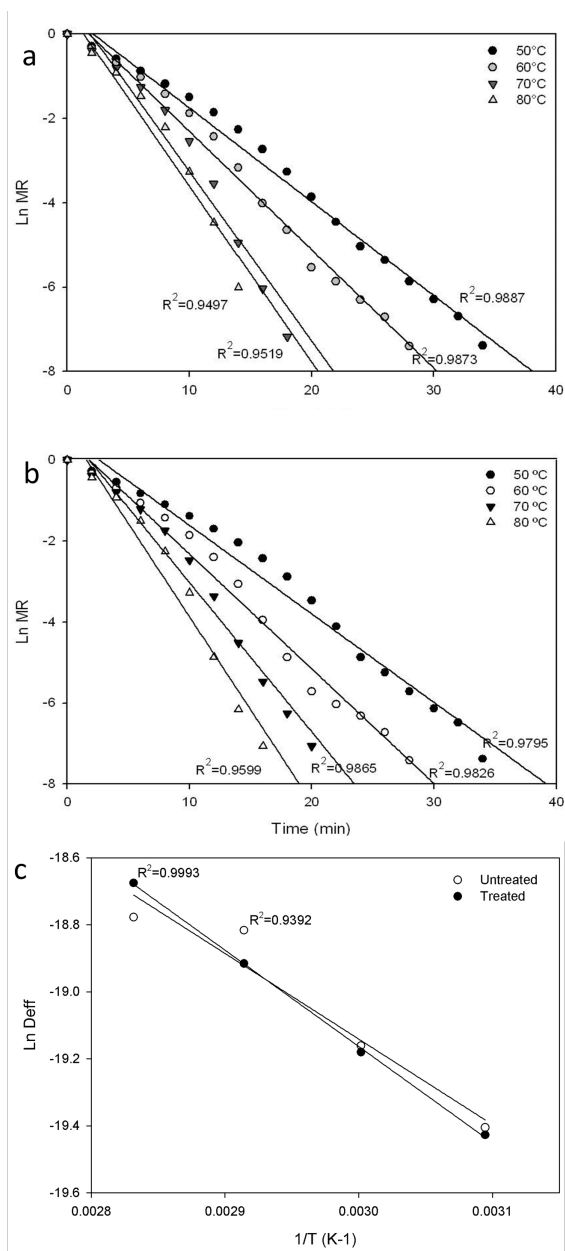 a
0
-2
-4
-6
-8
Ln MR
50°C
60°C
70°C
80°C
R²=0.9497
R²=0.9519
R²=0.9887
R²=0.9873
0
10
20
30
40
b
0
-2
-4
-6
-8
Ln MR
50 ºC
60 ºC
70 ºC
80 ºC
R²=0.9599
R²=0.9865
R²=0.9826
R²=0.9795
0
10
20
30
40
Time (min)
c
-18.6
-18.8
-19.0
-19.2
-19.4
-19.6
Ln Deff
R²=0.9993
R²=0.9392
Untreated
Treated
0.0028
0.0029
0.0030
0.0031
1/T (K-1)